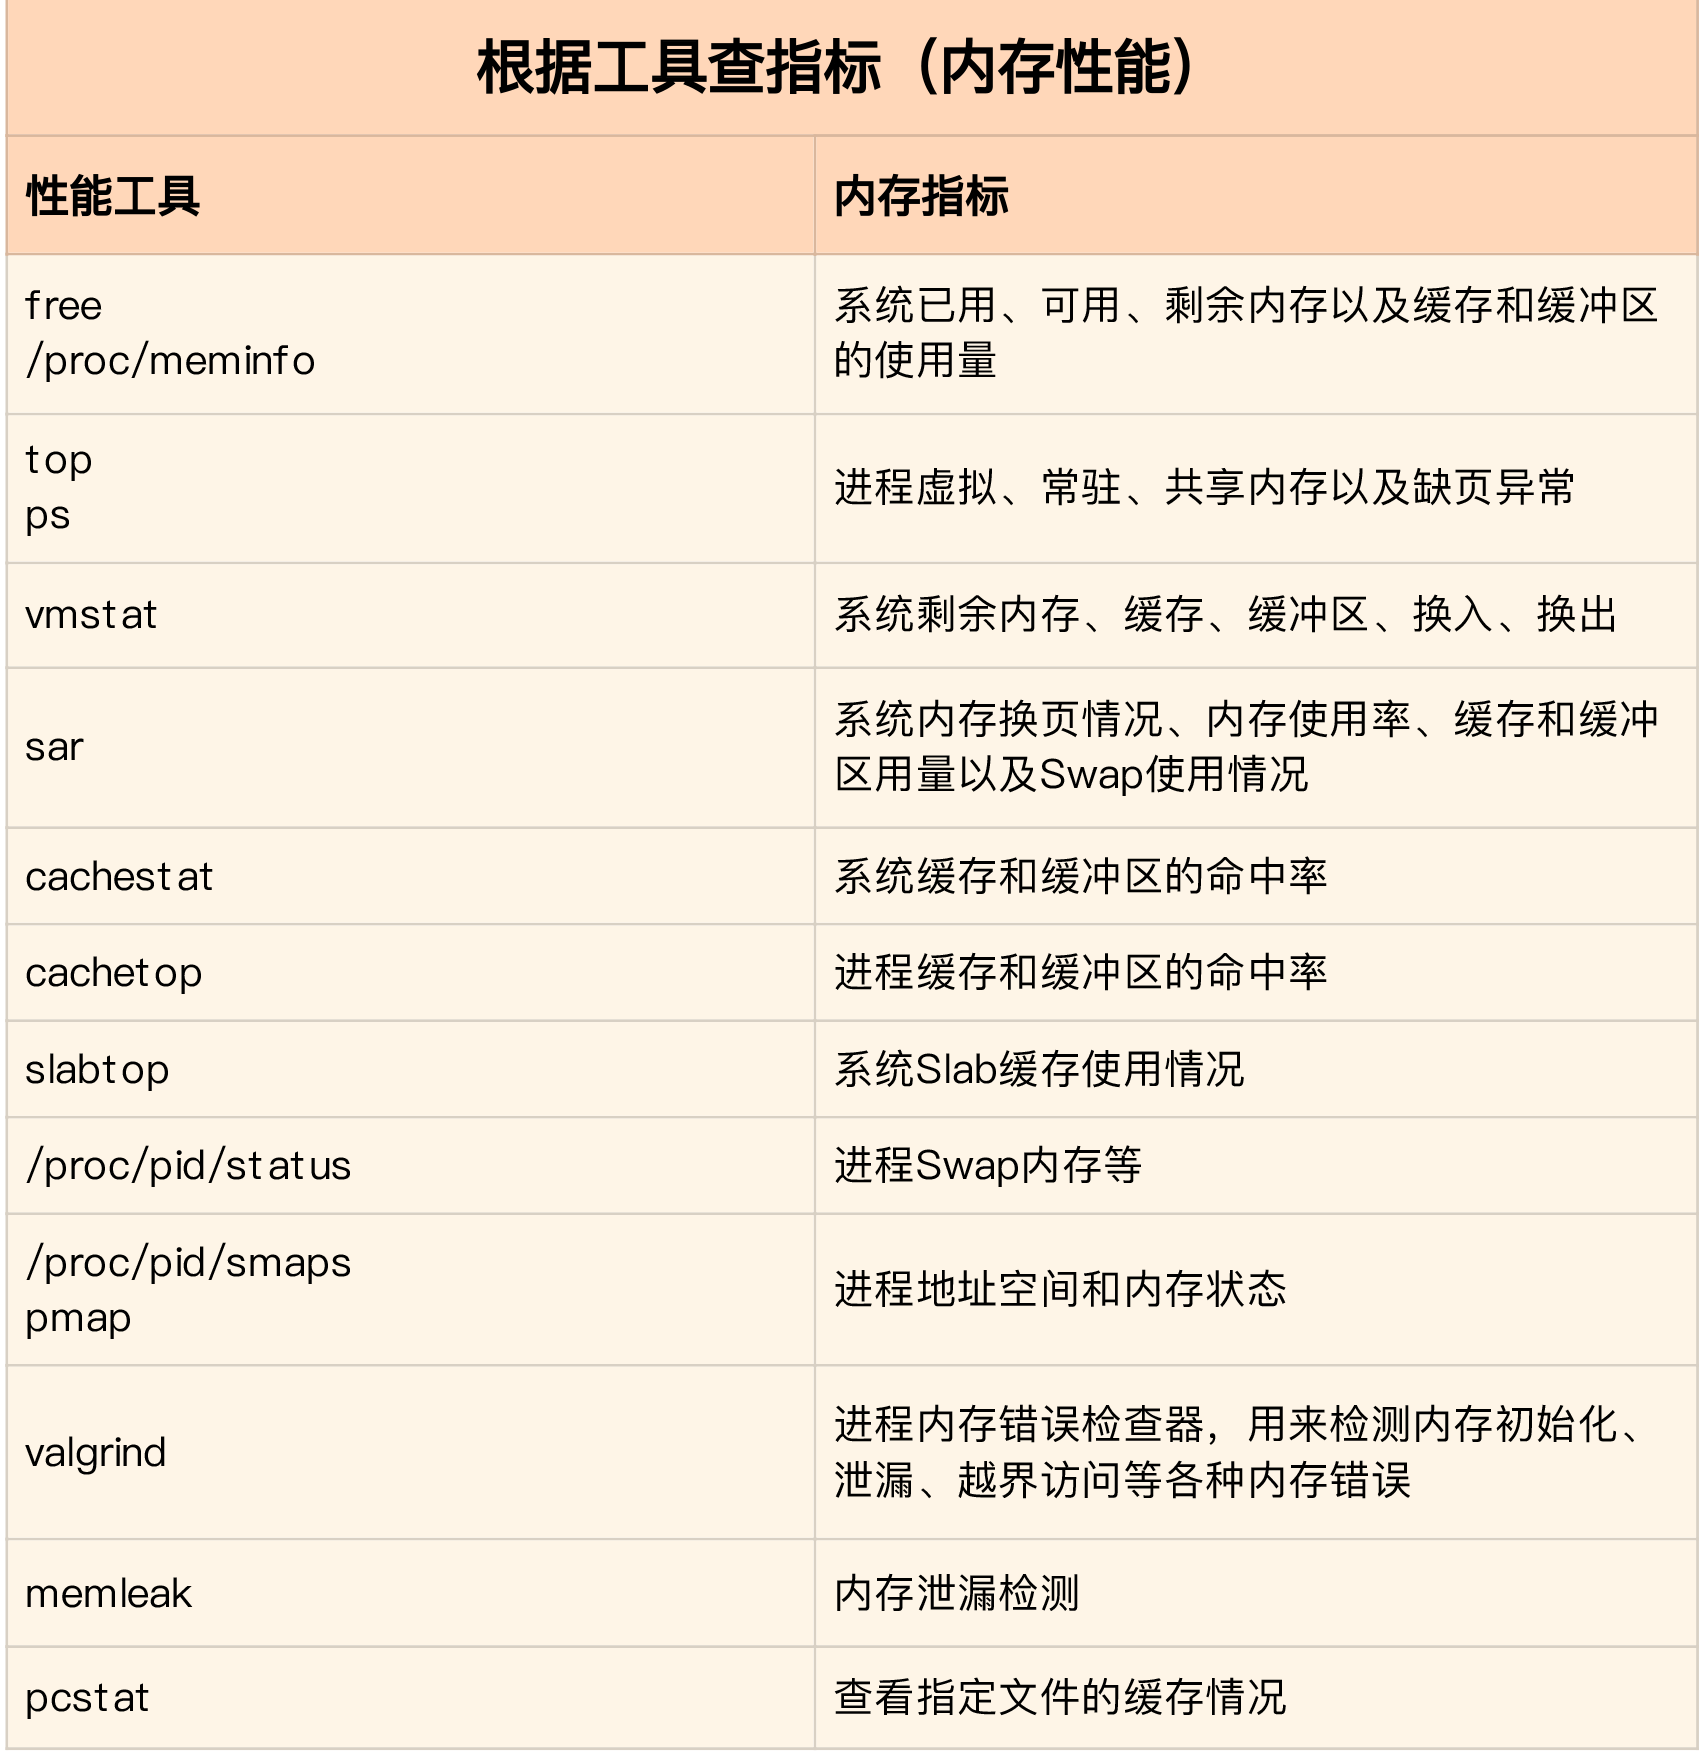 根据工具查指标（内存性能）
性能工具
内存指标
free
/proc/meminfo
系统已用、可用、剩余内存以及缓存和缓冲区
的使用量
top
ps
进程虚拟、常驻、共享内存以及缺页异常
vmstat
系统剩余内存、缓存、缓冲区、换入、换出
sar
系统内存换页情况、内存使用率、缓存和缓冲
区用量以及Swap使用情况
cachestat
系统缓存和缓冲区的命中率
cachetop
进程缓存和缓冲区的命中率
slabtop
系统Slab缓存使用情况
/proc/pid/status
进程Swap内存等
/proc/pid/smaps
pmap
进程地址空间和内存状态
valgrind
进程内存错误检查器，用来检测内存初始化、
泄漏、越界访问等各种内存错误
memleak
内存泄漏检测
pcstat
查看指定文件的缓存情况